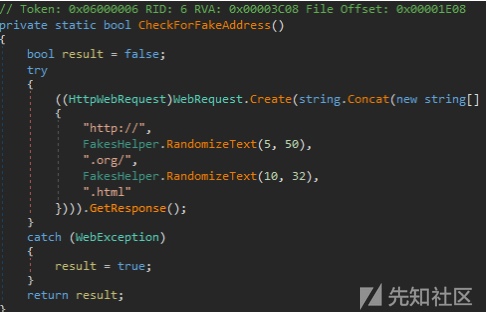 // Token: 0x06000006 RID: 6 RVA: 0x00003C08 File Offset: 0x00001E08
private static bool CheckForFakeAddress()
{
bool result = false;
try
{
((HttpWebRequest)WebRequest.Create(string.Concat(new string[]
{
"http://",
FakesHelper.RandomizeText(5, 50),
".org/",
FakesHelper.RandomizeText(10, 32),
".html"
}))).GetResponse();
}
catch (WebException)
{
result = true;
}
return result;
}
先知社区